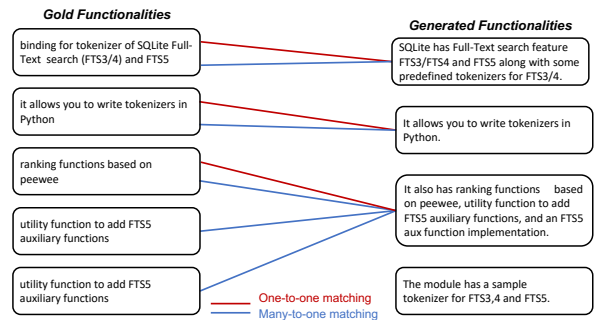 Gold Functionalities
binding for tokenizer of SQLite Full-
Text search (FTS3/4) and FTS5
it allows you to write tokenizers in
Python
ranking functions based on
peewee
utility function to add FTS5
auxiliary functions
utility function to add FTS5
auxiliary functions
Generated Functionalities
SQLite has Full-Text search feature
FTS3/FTS4 and FTS5 along with some
predefined tokenizers for FTS3/4.
It allows you to write tokenizers in
Python.
It also has ranking functions based
on peewee, utility function to add
FTS5 auxiliary functions, and an FTS5
aux function implementation.
The module has a sample
tokenizer for FTS3,4 and FTS5.
One-to-one matching
Many-to-one matching